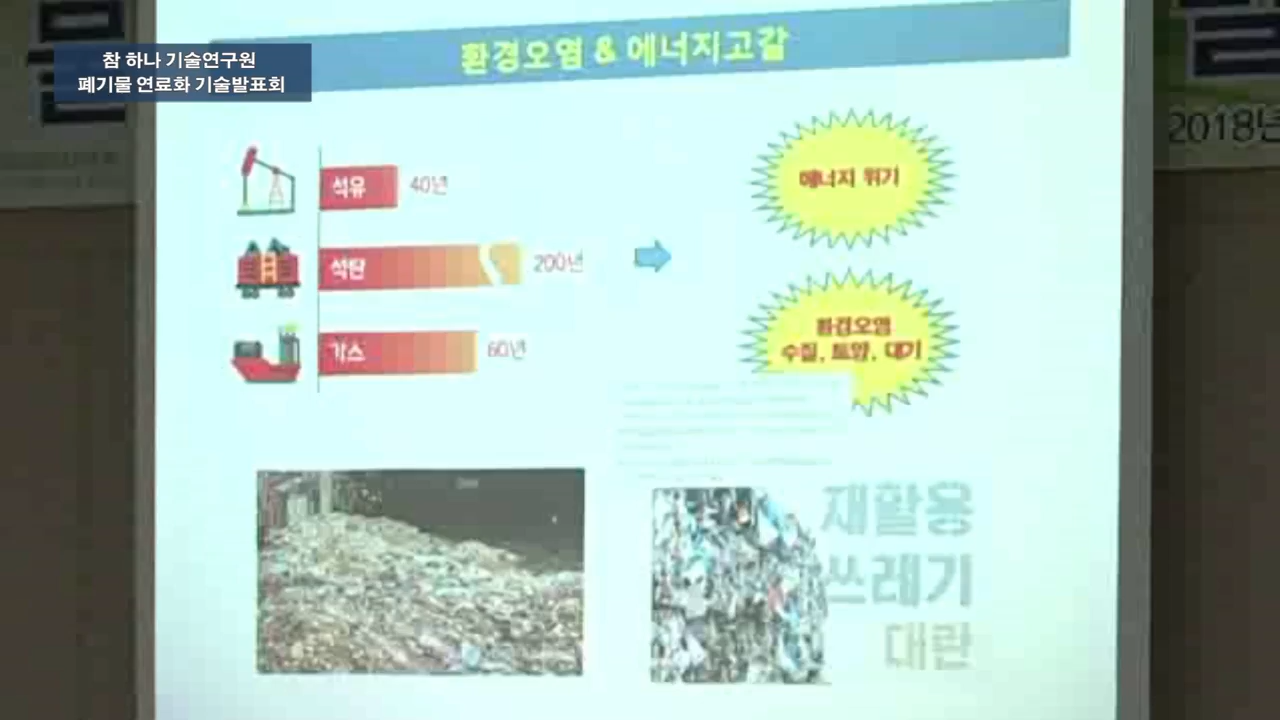 참 하나 기술연구원
폐기물 연료화 기술발표회
환경오염 & 에너지고갈
2018년
석유 40년
석탄 200년
가스 60년
에너지 위기
환경오염
수질, 토양, 대기
재활용
쓰레기
대란